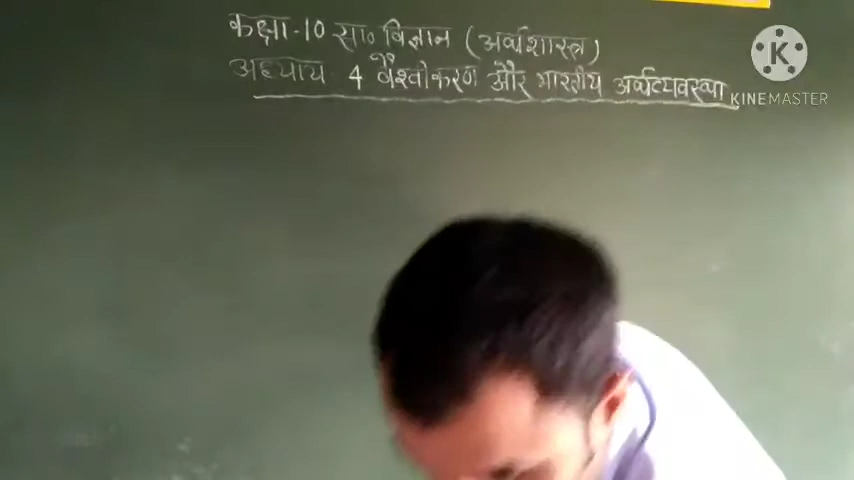 कक्षा-10 सा० विज्ञान (अर्थशास्त्र)
अध्याय 4 वैश्वीकरण और भारतीय अर्थव्यवस्था
K
KINEMASTER